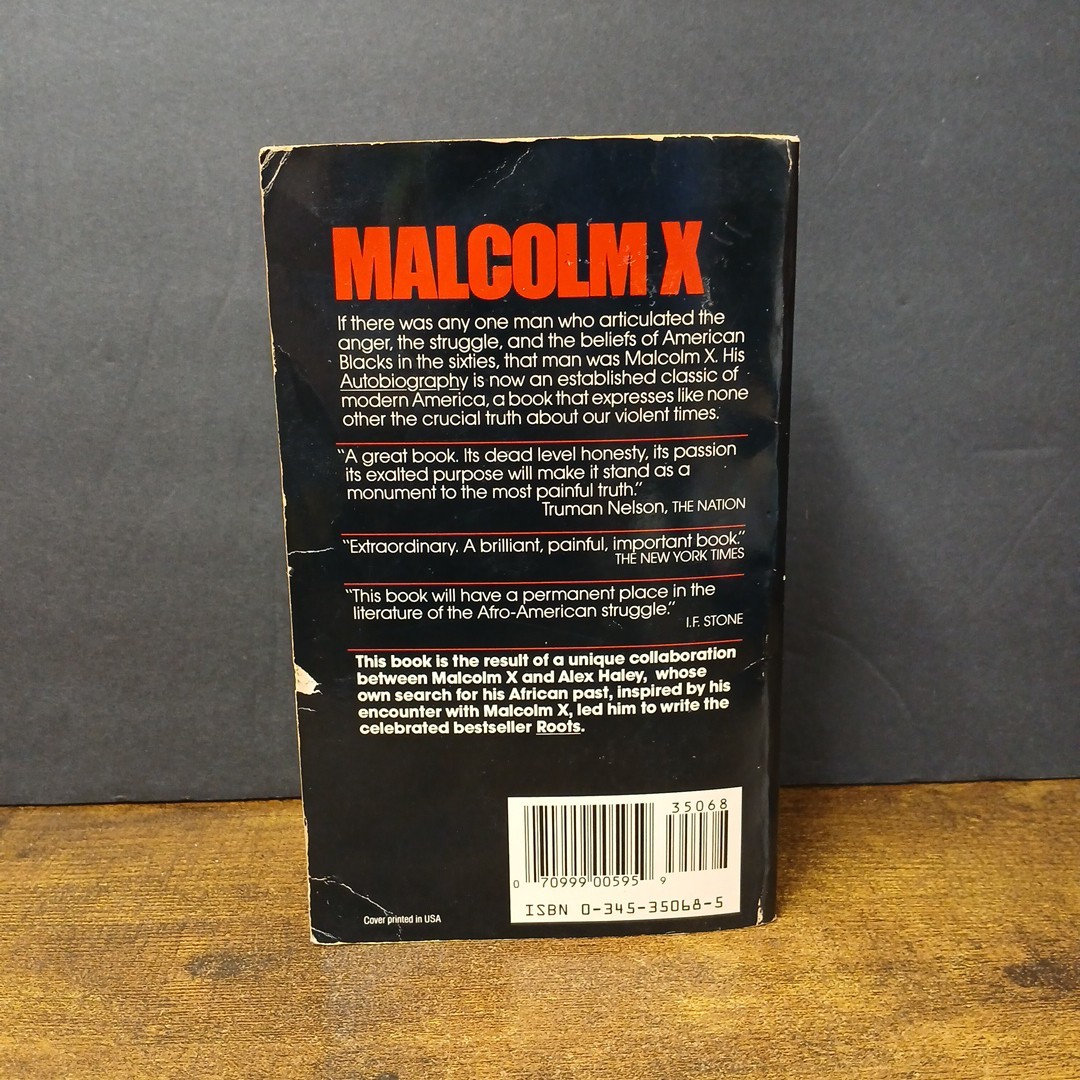 MALCOLM X
If there was any one man who articulated the
anger, the struggle, and the beliefs of American
Blacks in the sixties, that man was Malcolm X. His
Autobiography is now an established classic of
modern America, a book that expresses like none
other the crucial truth about our violent times.
"A great book. Its dead level honesty, its passion
its exalted purpose will make it stand as a
monument to the most painful truth."
Truman Nelson, THE NATION
"Extraordinary. A brilliant, painful, important book."
THE NEW YORK TIMES
"This book will have a permanent place in the
literature of the Afro-American struggle."
I.F. STONE
This book is the result of a unique collaboration
between Malcolm X and Alex Haley, whose
own search for his African past, inspired by his
encounter with Malcolm X, led him to write the
celebrated bestseller Roots.
35068
0 70999 00595 9
ISBN 0-345-35068-5
Cover printed in USA